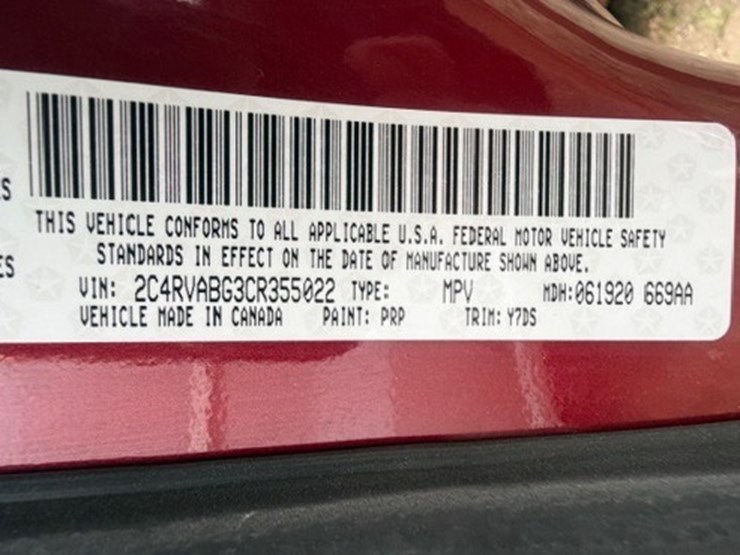 S
THIS VEHICLE CONFORMS TO ALL APPLICABLE U.S.A. FEDERAL MOTOR VEHICLE SAFETY
ES
STANDARDS IN EFFECT ON THE DATE OF MANUFACTURE SHOWN ABOVE.
VIN: 2C4RVABG3CR355022 TYPE: MPV MDH:061920 669AA
VEHICLE MADE IN CANADA PAINT: PRP TRIM: Y7DS